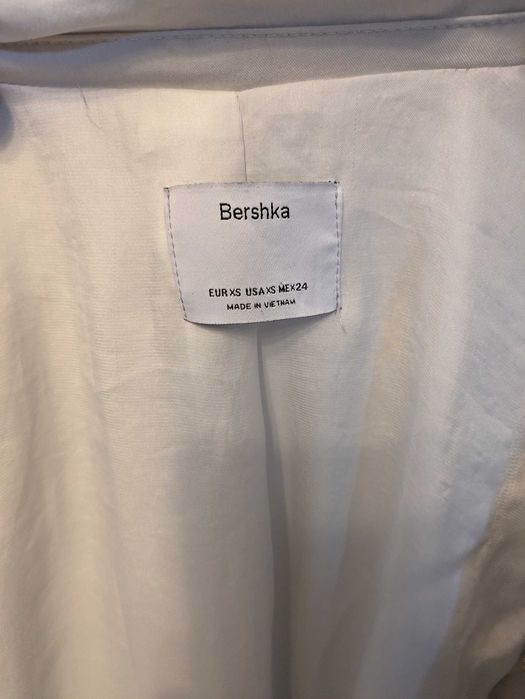 Bershka
EUR XS USA XS MEX 24
MADE IN VIETNAM